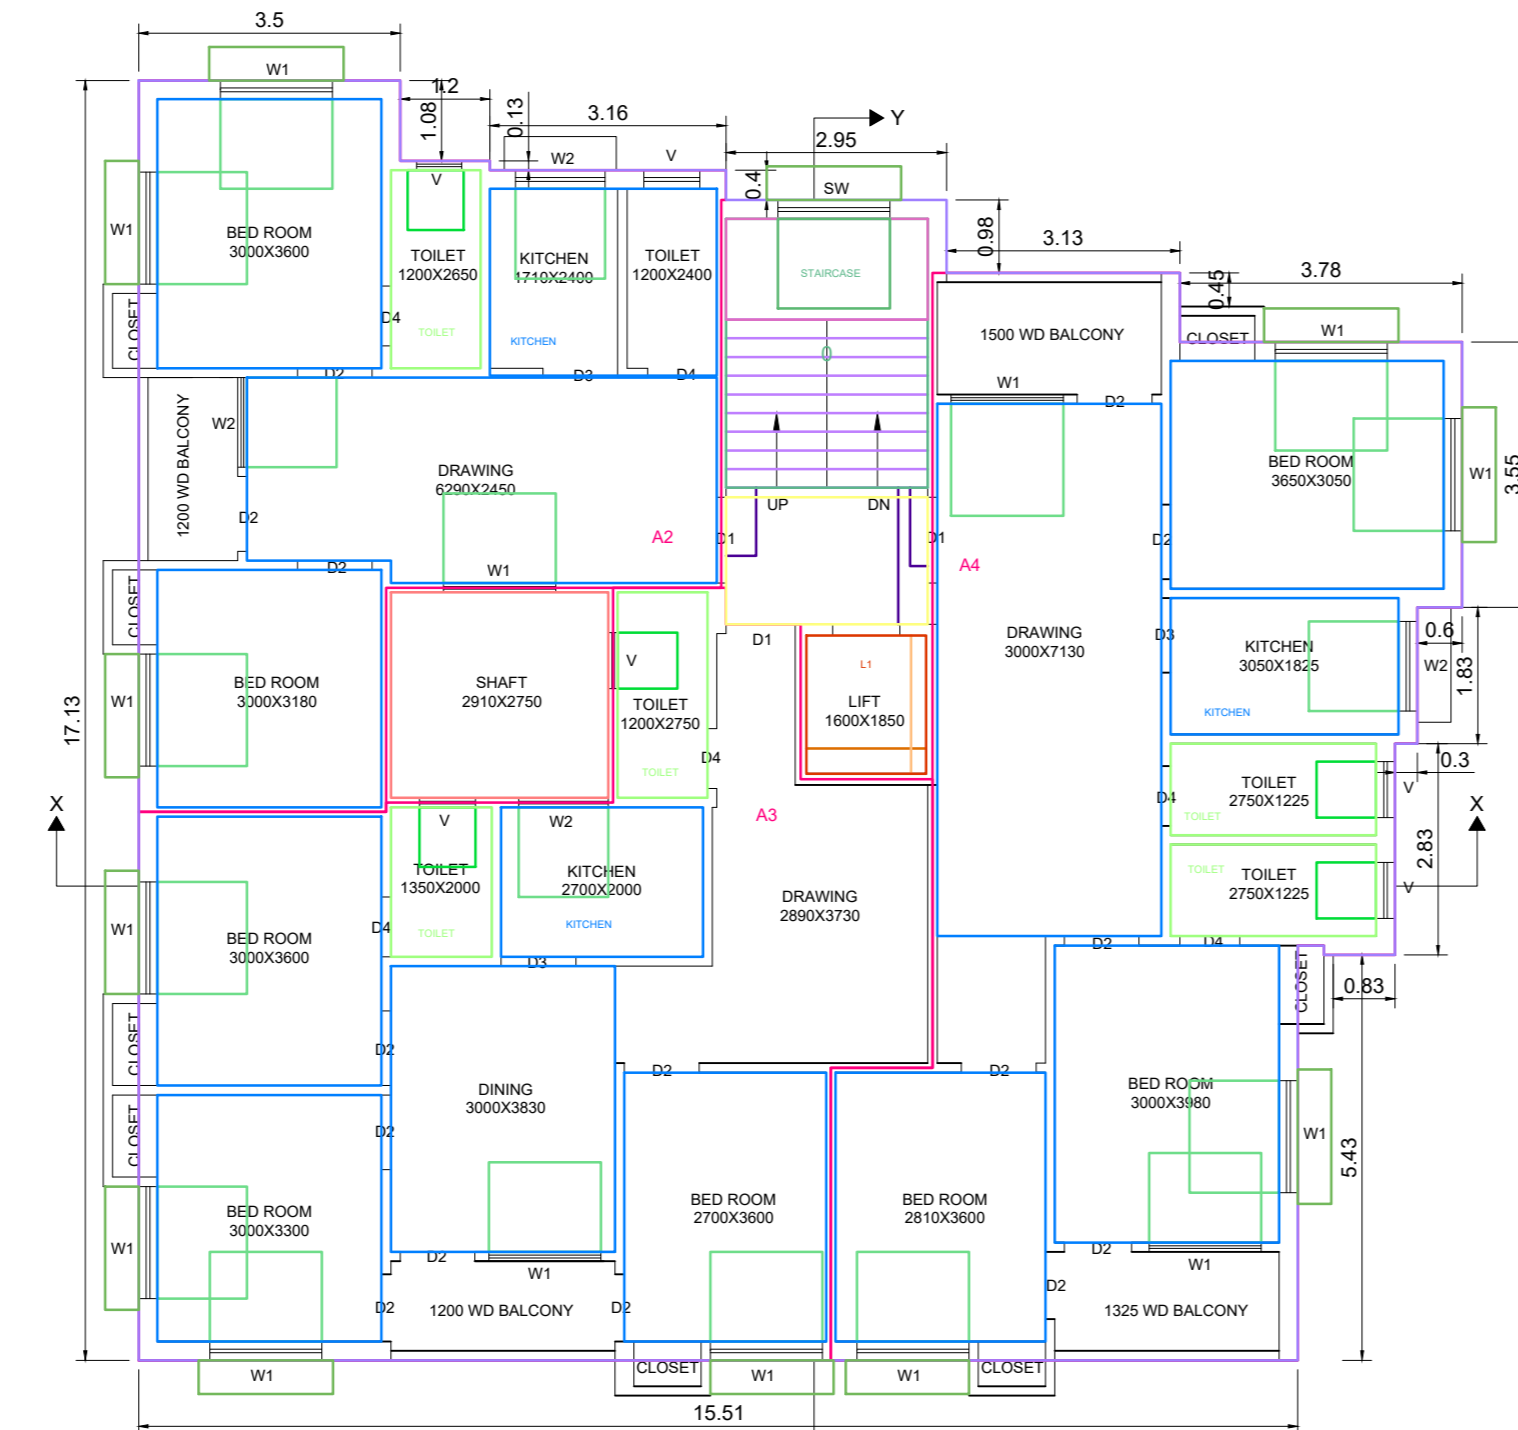 3.5
W1
1.2
1.08
0.13
3.16
Y
2.95
W2
V
V
0.4
SW
W1
BED ROOM
3000X3600
TOILET
1200X2650
KITCHEN
1710X2400
TOILET
1200X2400
STAIRCASE
0.98
3.13
3.78
0.45
CLOSET
D4
TOILET
KITCHEN
0
1500 WD BALCONY
CLOSET
W1
D2
D3
D4
W1
D2
1200 WD BALCONY
W2
DRAWING
6290X2450
BED ROOM
3650X3050
W1
3.55
D2
UP
DN
A2
D1
D1
D2
A4
CLOSET
D2
W1
DRAWING
3000X7130
D3
KITCHEN
3050X1825
0.6
W2
1.83
D1
V
L1
BED ROOM
3000X3180
W1
SHAFT
2910X2750
TOILET
1200X2750
LIFT
1600X1850
KITCHEN
17.13
D4
TOILET
0.3
TOILET
2750X1225
D4
V
TOILET
X
X
V
W2
A3
2.83
TOILET
1350X2000
KITCHEN
2700X2000
DRAWING
2890X3730
TOILET
TOILET
2750X1225
V
W1
BED ROOM
3000X3600
D4
TOILET
KITCHEN
D3
D2
D4
CLOSET
0.83
CLOSET
D2
D2
D2
DINING
3000X3830
BED ROOM
3000X3980
CLOSET
D2
W1
5.43
BED ROOM
3000X3300
BED ROOM
2700X3600
BED ROOM
2810X3600
W1
D2
W1
D2
W1
D2
D2
1200 WD BALCONY
D2
1325 WD BALCONY
W1
CLOSET
W1
W1
CLOSET
15.51